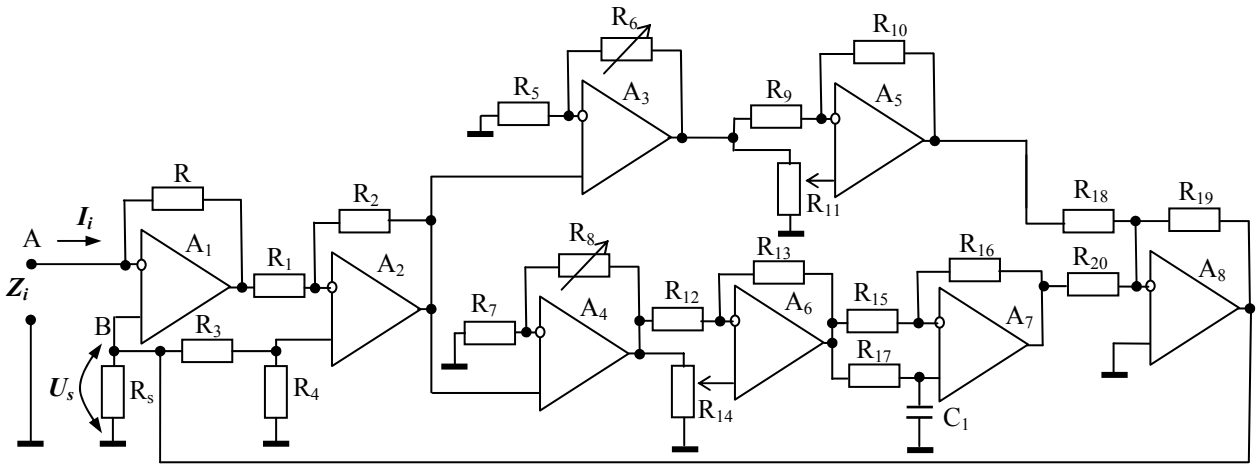 R₆
R₁₀
R₅
A₃
R₉
A₅
R
R₂
R₁₁
R₁₈
R₁₉
A
Iᵢ
A₁
R₁
A₂
R₈
R₁₃
R₁₆
R₂₀
A₈
Zᵢ
R₇
A₄
R₁₂
A₆
R₁₅
A₇
B
R₃
R₁₇
Uₛ
Rₛ
R₄
R₁₄
C₁